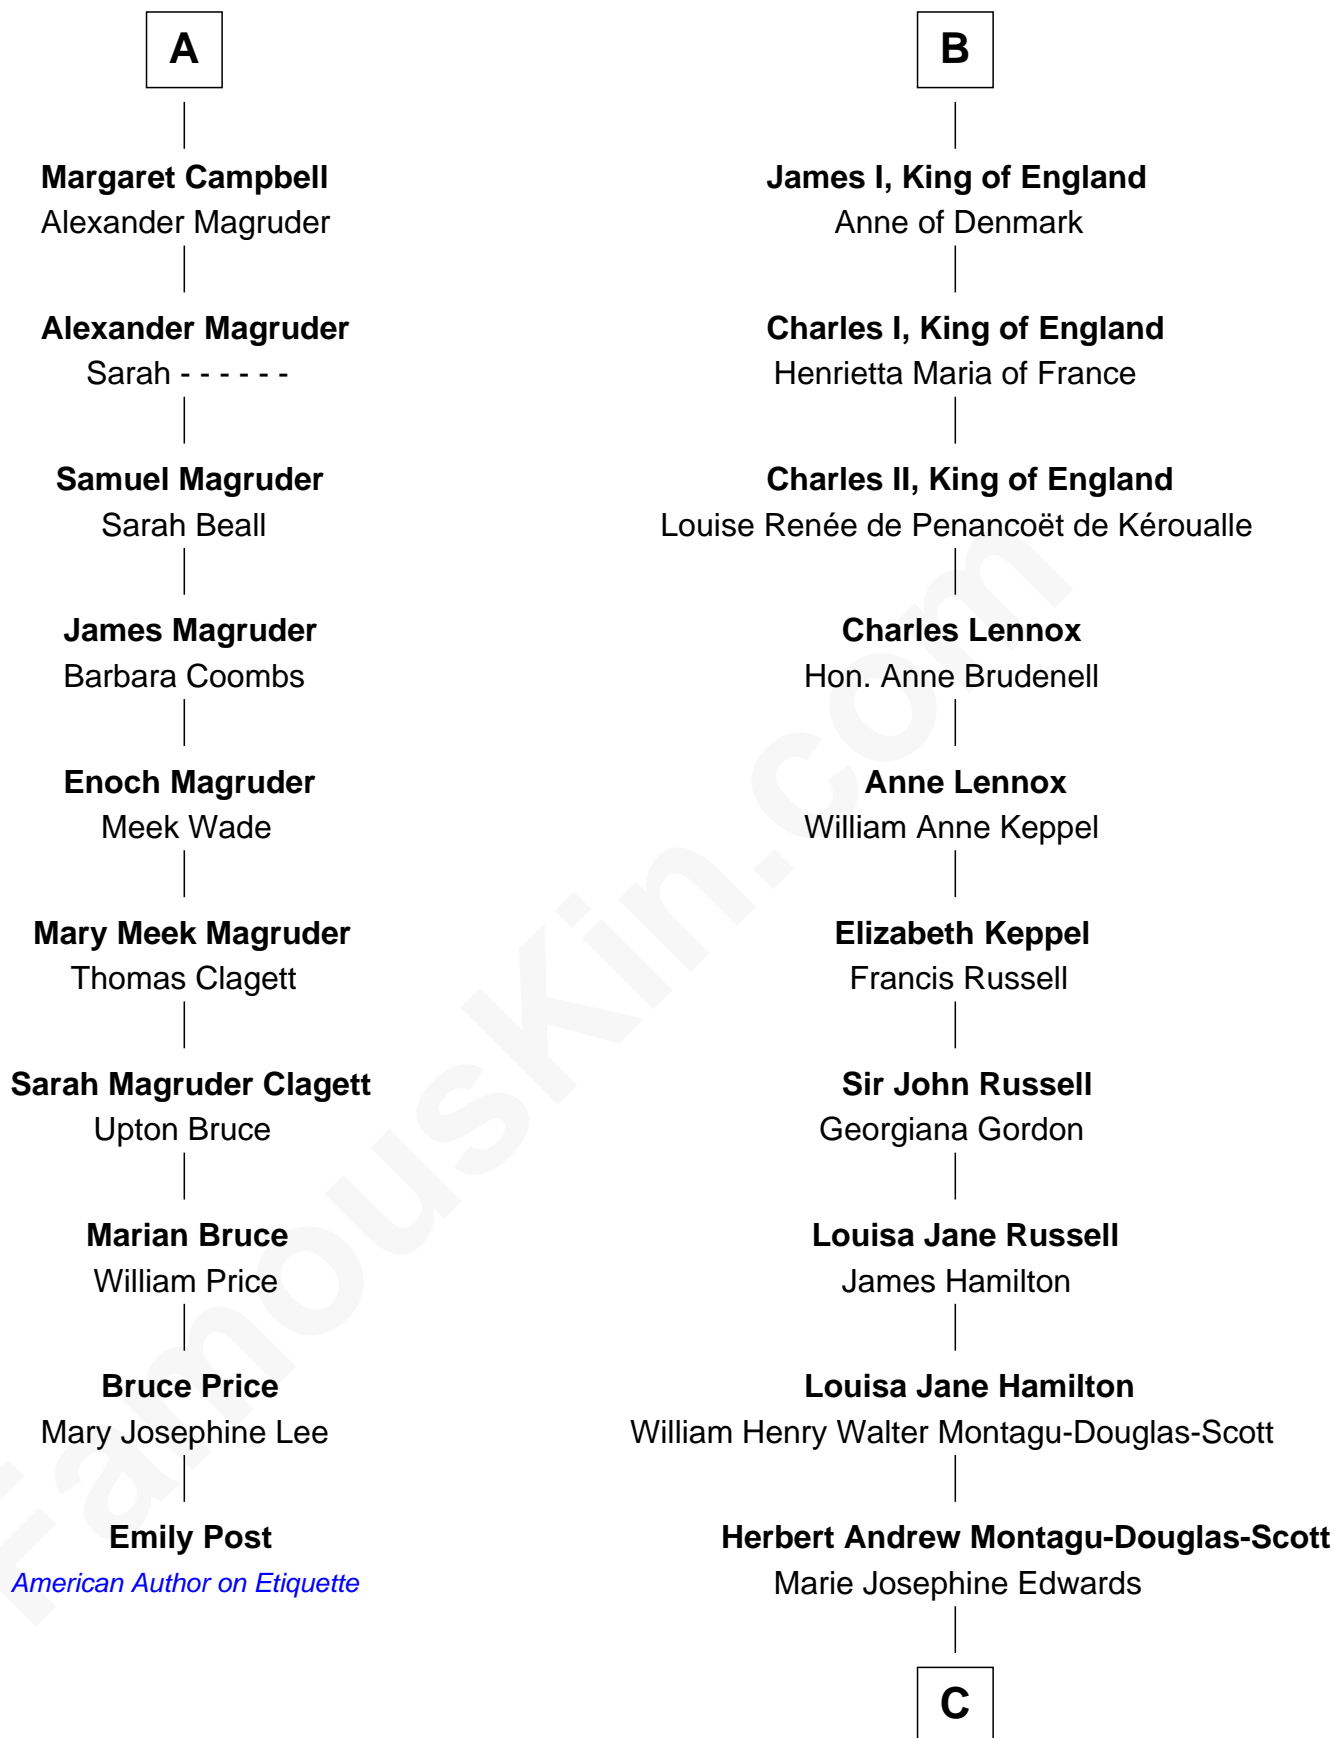 A
Margaret Campbell
Alexander Magruder
Alexander Magruder
Sarah - - - - - -
Samuel Magruder
Sarah Beall
James Magruder
Barbara Coombs
Enoch Magruder
Meek Wade
Mary Meek Magruder
Thomas Clagett
Sarah Magruder Clagett
Upton Bruce
Marian Bruce
William Price
Bruce Price
Mary Josephine Lee
Emily Post
American Author on Etiquette
B
James I, King of England
Anne of Denmark
Charles I, King of England
Henrietta Maria of France
Charles II, King of England
Louise Renée de Penancoët de Kéroualle
Charles Lennox
Hon. Anne Brudenell
Anne Lennox
William Anne Keppel
Elizabeth Keppel
Francis Russell
Sir John Russell
Georgiana Gordon
Louisa Jane Russell
James Hamilton
Louisa Jane Hamilton
William Henry Walter Montagu-Douglas-Scott
Herbert Andrew Montagu-Douglas-Scott
Marie Josephine Edwards
C
FamousKin.com